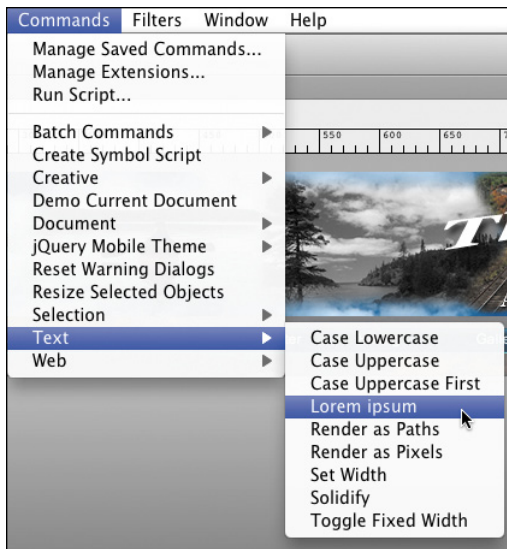 Commands Filters Window Help
Manage Saved Commands...
Manage Extensions...
Run Script...
Batch Commands
Create Symbol Script
Creative
Demo Current Document
Document
jQuery Mobile Theme
Reset Warning Dialogs
Resize Selected Objects
Selection
Text
Web
550 600 650
Case Lowercase
Case Uppercase
Case Uppercase First
Lorem ipsum
Render as Paths
Render as Pixels
Set Width
Solidify
Toggle Fixed Width